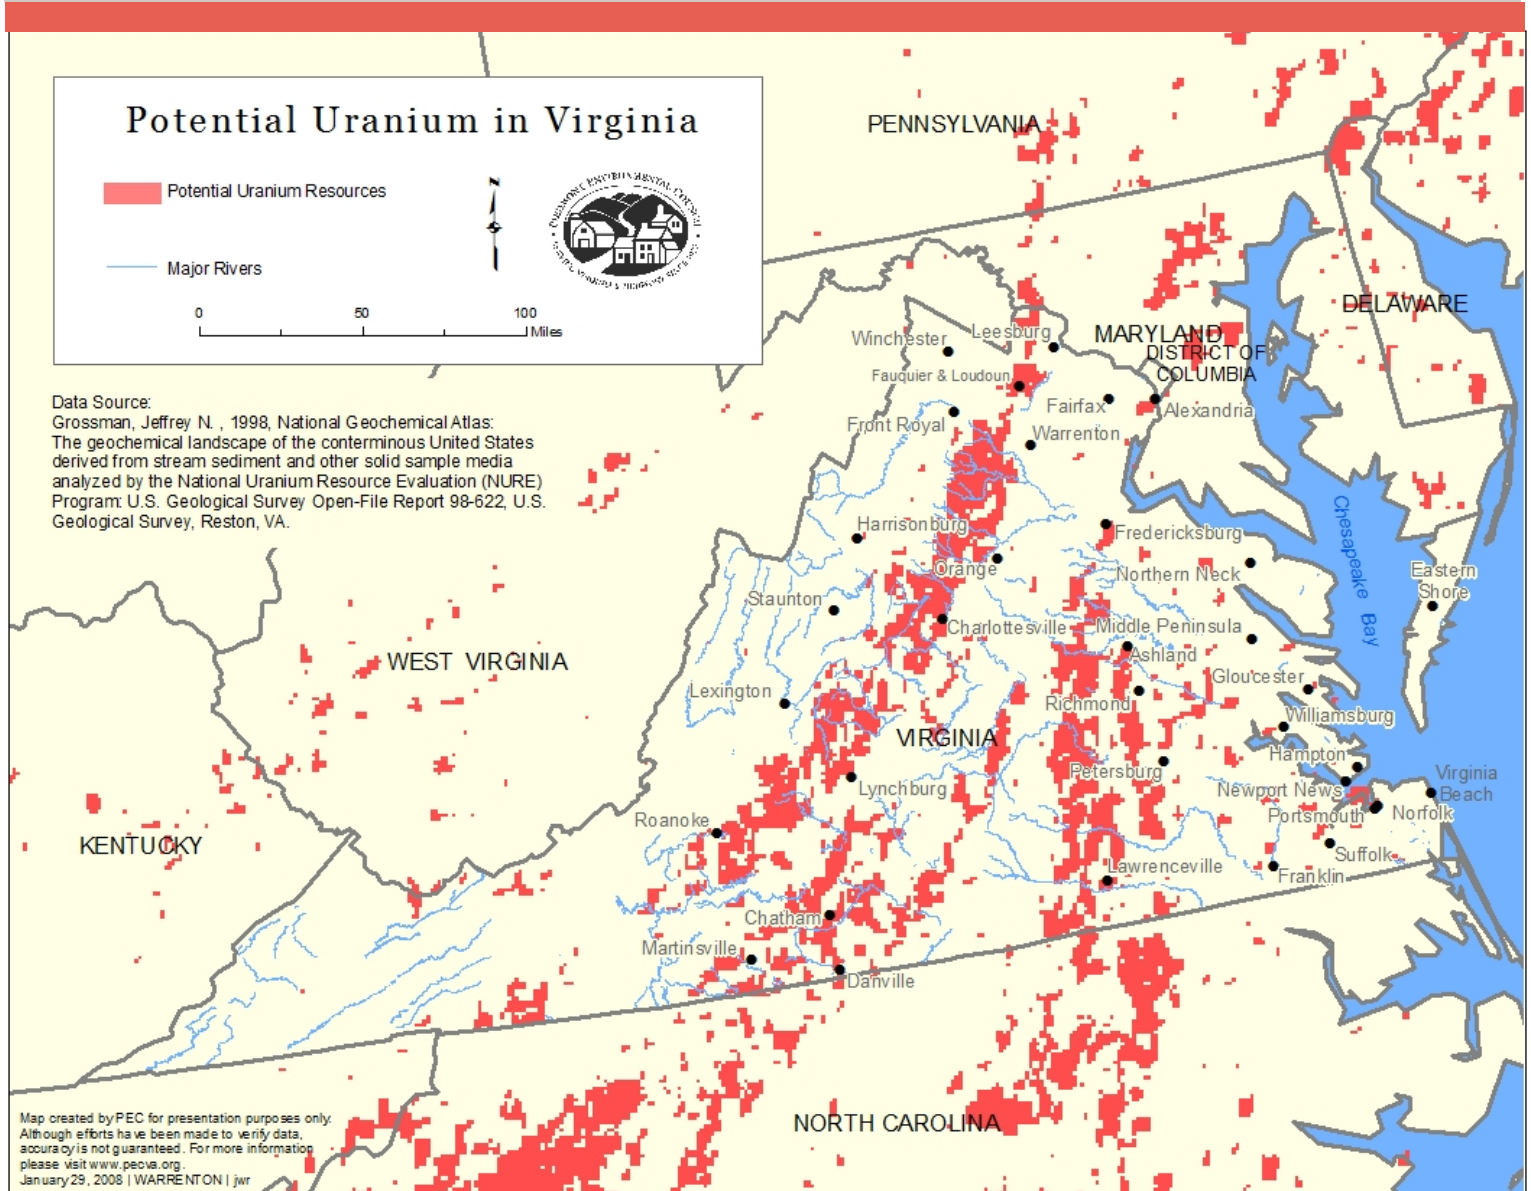 Potential Uranium in Virginia
Potential Uranium Resources
N
PIEDMONT ENVIRONMENTAL COUNCIL
Major Rivers
0 50 100
Miles
Data Source:
Grossman, Jeffrey N. , 1998, National Geochemical Atlas:
The geochemical landscape of the conterminous United States
derived from stream sediment and other solid sample media
analyzed by the National Uranium Resource Evaluation (NURE)
Program: U.S. Geological Survey Open-File Report 98-622, U.S.
Geological Survey, Reston, VA.
PENNSYLVANIA
DELAWARE
MARYLAND
DISTRICT OF
COLUMBIA
Winchester
Leesburg
Fauquier & Loudoun
Fairfax
Alexandria
Front Royal
Warrenton
Harrisonburg
Fredericksburg
Orange
Northern Neck
Chesapeake Bay
Eastern
Shore
Staunton
Charlottesville
Middle Peninsula
Ashland
WEST VIRGINIA
Lexington
Gloucester
Richmond
Williamsburg
VIRGINIA
Hampton
Petersburg
Lynchburg
Newport News
Virginia
Beach
Roanoke
Portsmouth
Norfolk
KENTUCKY
Suffolk
Lawrenceville
Franklin
Chatham
Martinsville
Danville
NORTH CAROLINA
Map created by PEC for presentation purposes only.
Although efforts have been made to verify data,
accuracy is not guaranteed. For more information
please visit www.pecva.org.
January 29, 2008 | WARRENTON | jwr